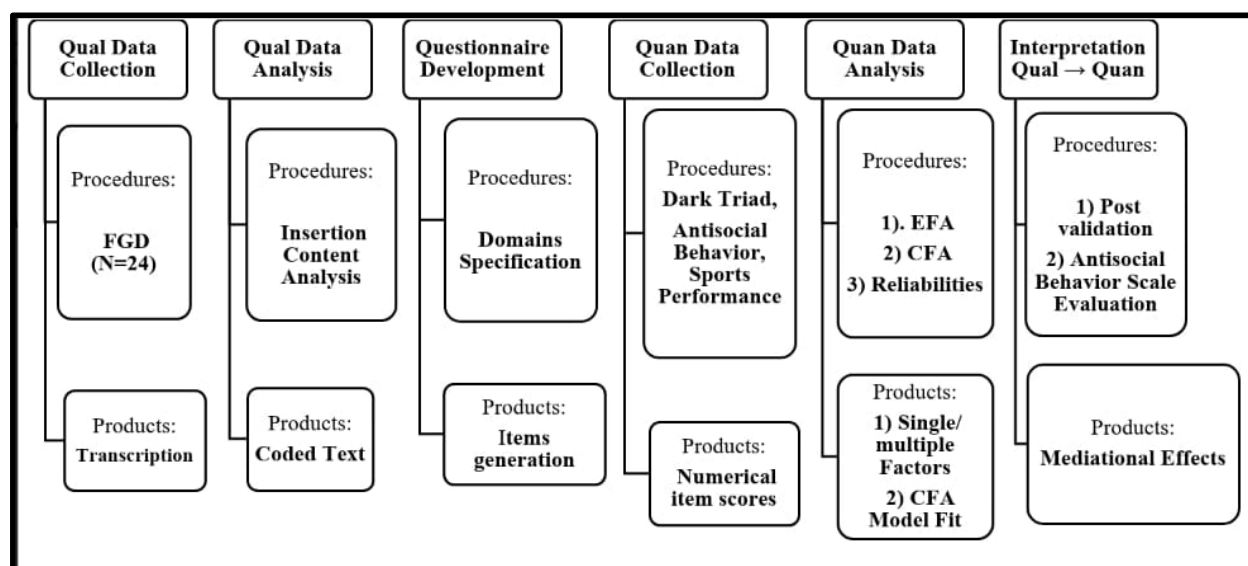 Qual Data
Collection
Procedures:
FGD
(N=24)
Products:
Transcription
Qual Data
Analysis
Procedures:
Insertion
Content
Analysis
Products:
Coded Text
Questionnaire
Development
Procedures:
Domains
Specification
Products:
Items
generation
Quan Data
Collection
Procedures:
Dark Triad,
Antisocial
Behavior,
Sports
Performance
Products:
Numerical
item scores
Quan Data
Analysis
Procedures:
1). EFA
2) CFA
3) Reliabilities
Products:
1) Single/
multiple
Factors
2) CFA
Model Fit
Interpretation
Qual → Quan
Procedures:
1) Post
validation
2) Antisocial
Behavior Scale
Evaluation
Products:
Mediational Effects